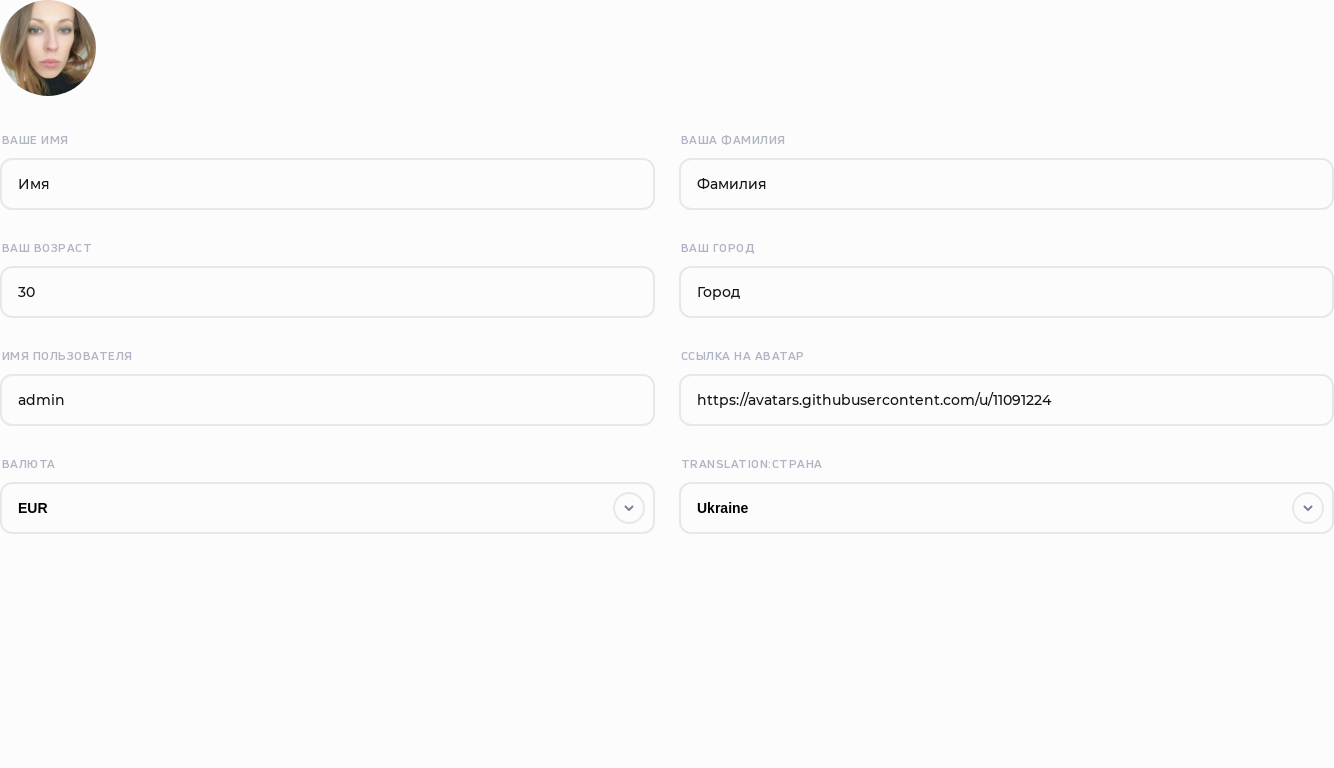 ВАШЕ ИМЯ
ВАША ФАМИЛИЯ
Имя
Фамилия
ВАШ ВОЗРАСТ
ВАШ ГОРОД
30
Город
ИМЯ ПОЛЬЗОВАТЕЛЯ
ССЫЛКА НА АВАТАР
admin
https://avatars.githubusercontent.com/u/11091224
ВАЛЮТА
TRANSLATION:СТРАНА
EUR
Ukraine